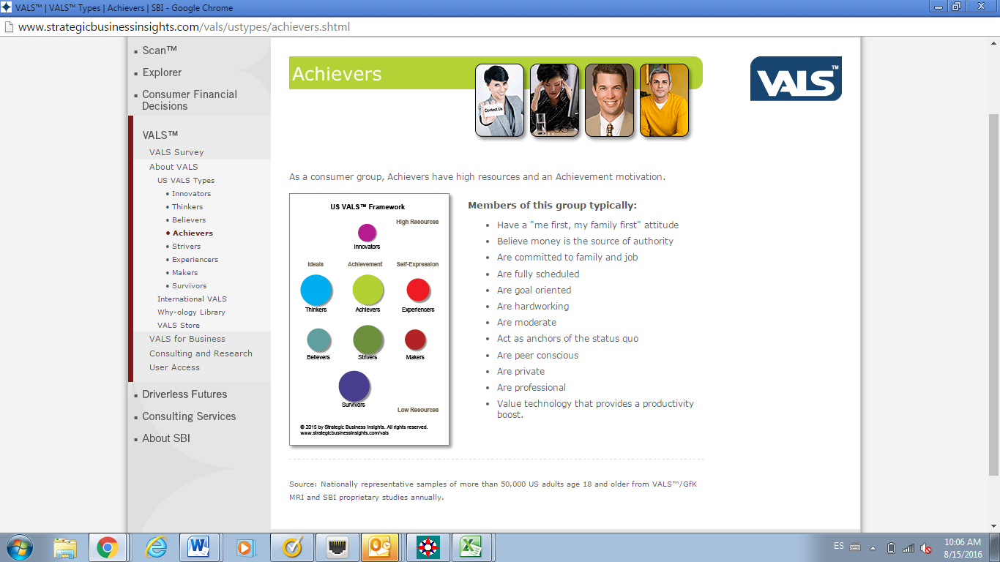 VALS™ | VALS™ Types | Achievers | SBI - Google Chrome
www.strategicbusinessinsights.com/vals/ustypes/achievers.shtml
Scan™
Explorer
Consumer Financial
Decisions
VALS™
VALS Survey
About VALS
US VALS Types
• Innovators
• Thinkers
• Believers
• Achievers
• Strivers
• Experiencers
• Makers
• Survivors
International VALS
Why-ology Library
VALS Store
VALS for Business
Consulting and Research
User Access
Driverless Futures
Consulting Services
About SBI
Achievers
Contact Us
VALS™
As a consumer group, Achievers have high resources and an Achievement motivation.
US VALS™ Framework
High Resources
Innovators
Ideals Achievement Self-Expression
Thinkers Achievers Experiencers
Believers Strivers Makers
Survivors
Low Resources
© 2015 by Strategic Business Insights. All rights reserved.
www.strategicbusinessinsights.com/vals
Members of this group typically:
• Have a "me first, my family first" attitude
• Believe money is the source of authority
• Are committed to family and job
• Are fully scheduled
• Are goal oriented
• Are hardworking
• Are moderate
• Act as anchors of the status quo
• Are peer conscious
• Are private
• Are professional
• Value technology that provides a productivity
boost.
Source: Nationally representative samples of more than 50,000 US adults age 18 and older from VALS™/GfK
MRI and SBI proprietary studies annually.
ES
10:06 AM
8/15/2016